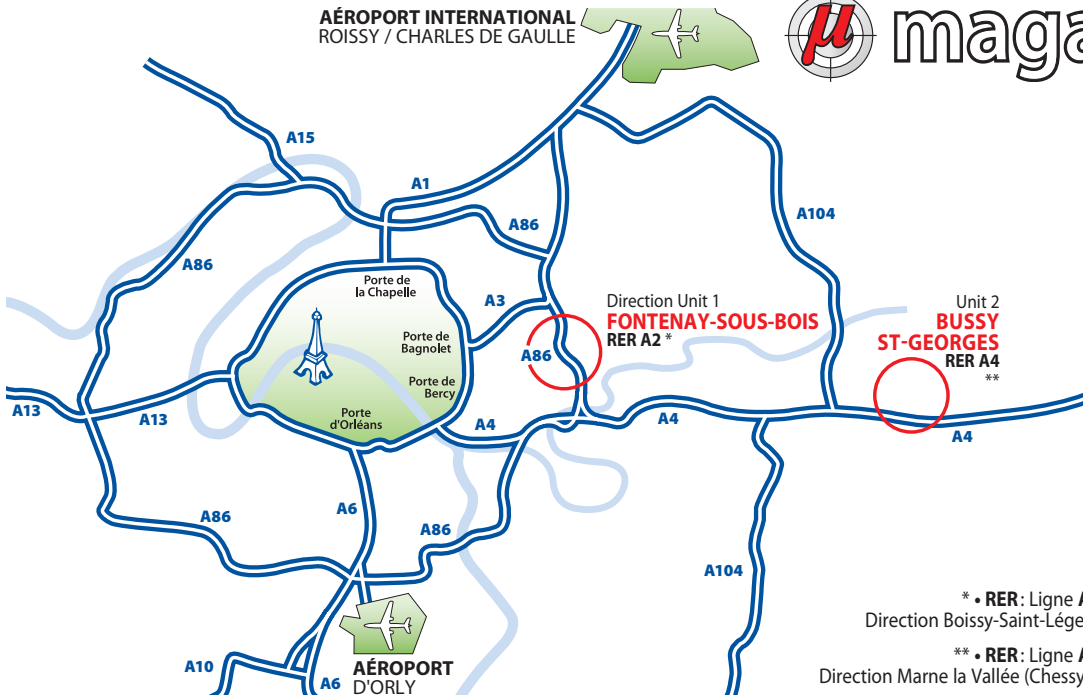 AÉROPORT INTERNATIONAL
ROISSY / CHARLES DE GAULLE
µ
A15
A1
A86
A104
A86
Porte de
la Chapelle
A3
Direction Unit 1
FONTENAY-SOUS-BOIS
RER A2 *
Unit 2
BUSSY
ST-GEORGES
RER A4
**
Porte de
Bagnolet
A86
Porte de
Bercy
A13
A13
Porte
d'Orléans
A4
A4
A4
A6
A86
A86
A104
* • RER : Ligne A
Direction Boissy-Saint-Lége
** • RER : Ligne A
Direction Marne la Vallée (Chessy
A10
A6
AÉROPORT
D'ORLY